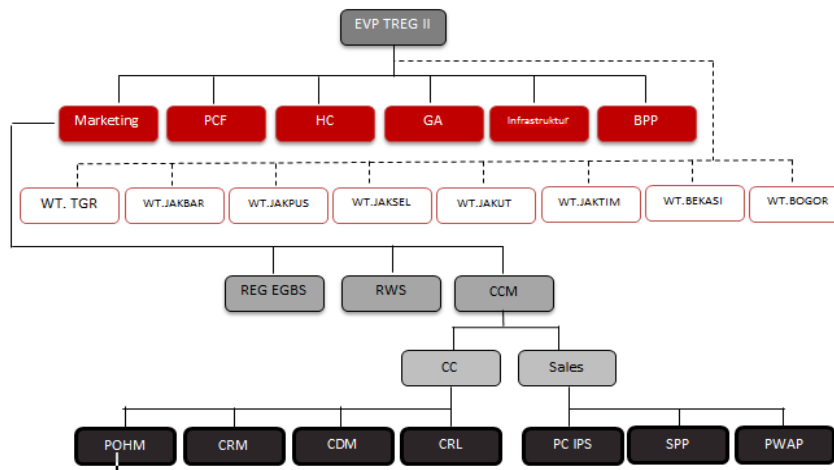 EVP TREG II
Marketing
PCF
HC
GA
Infrastruktur
BPP
WT. TGR
WT.JAKBAR
WT.JAKPUS
WT.JAKSEL
WT.JAKUT
WT.JAKTIM
WT.BEKASI
WT.BOGOR
REG EGBS
RWS
CCM
CC
Sales
POHM
CRM
CDM
CRL
PC IPS
SPP
PWAP